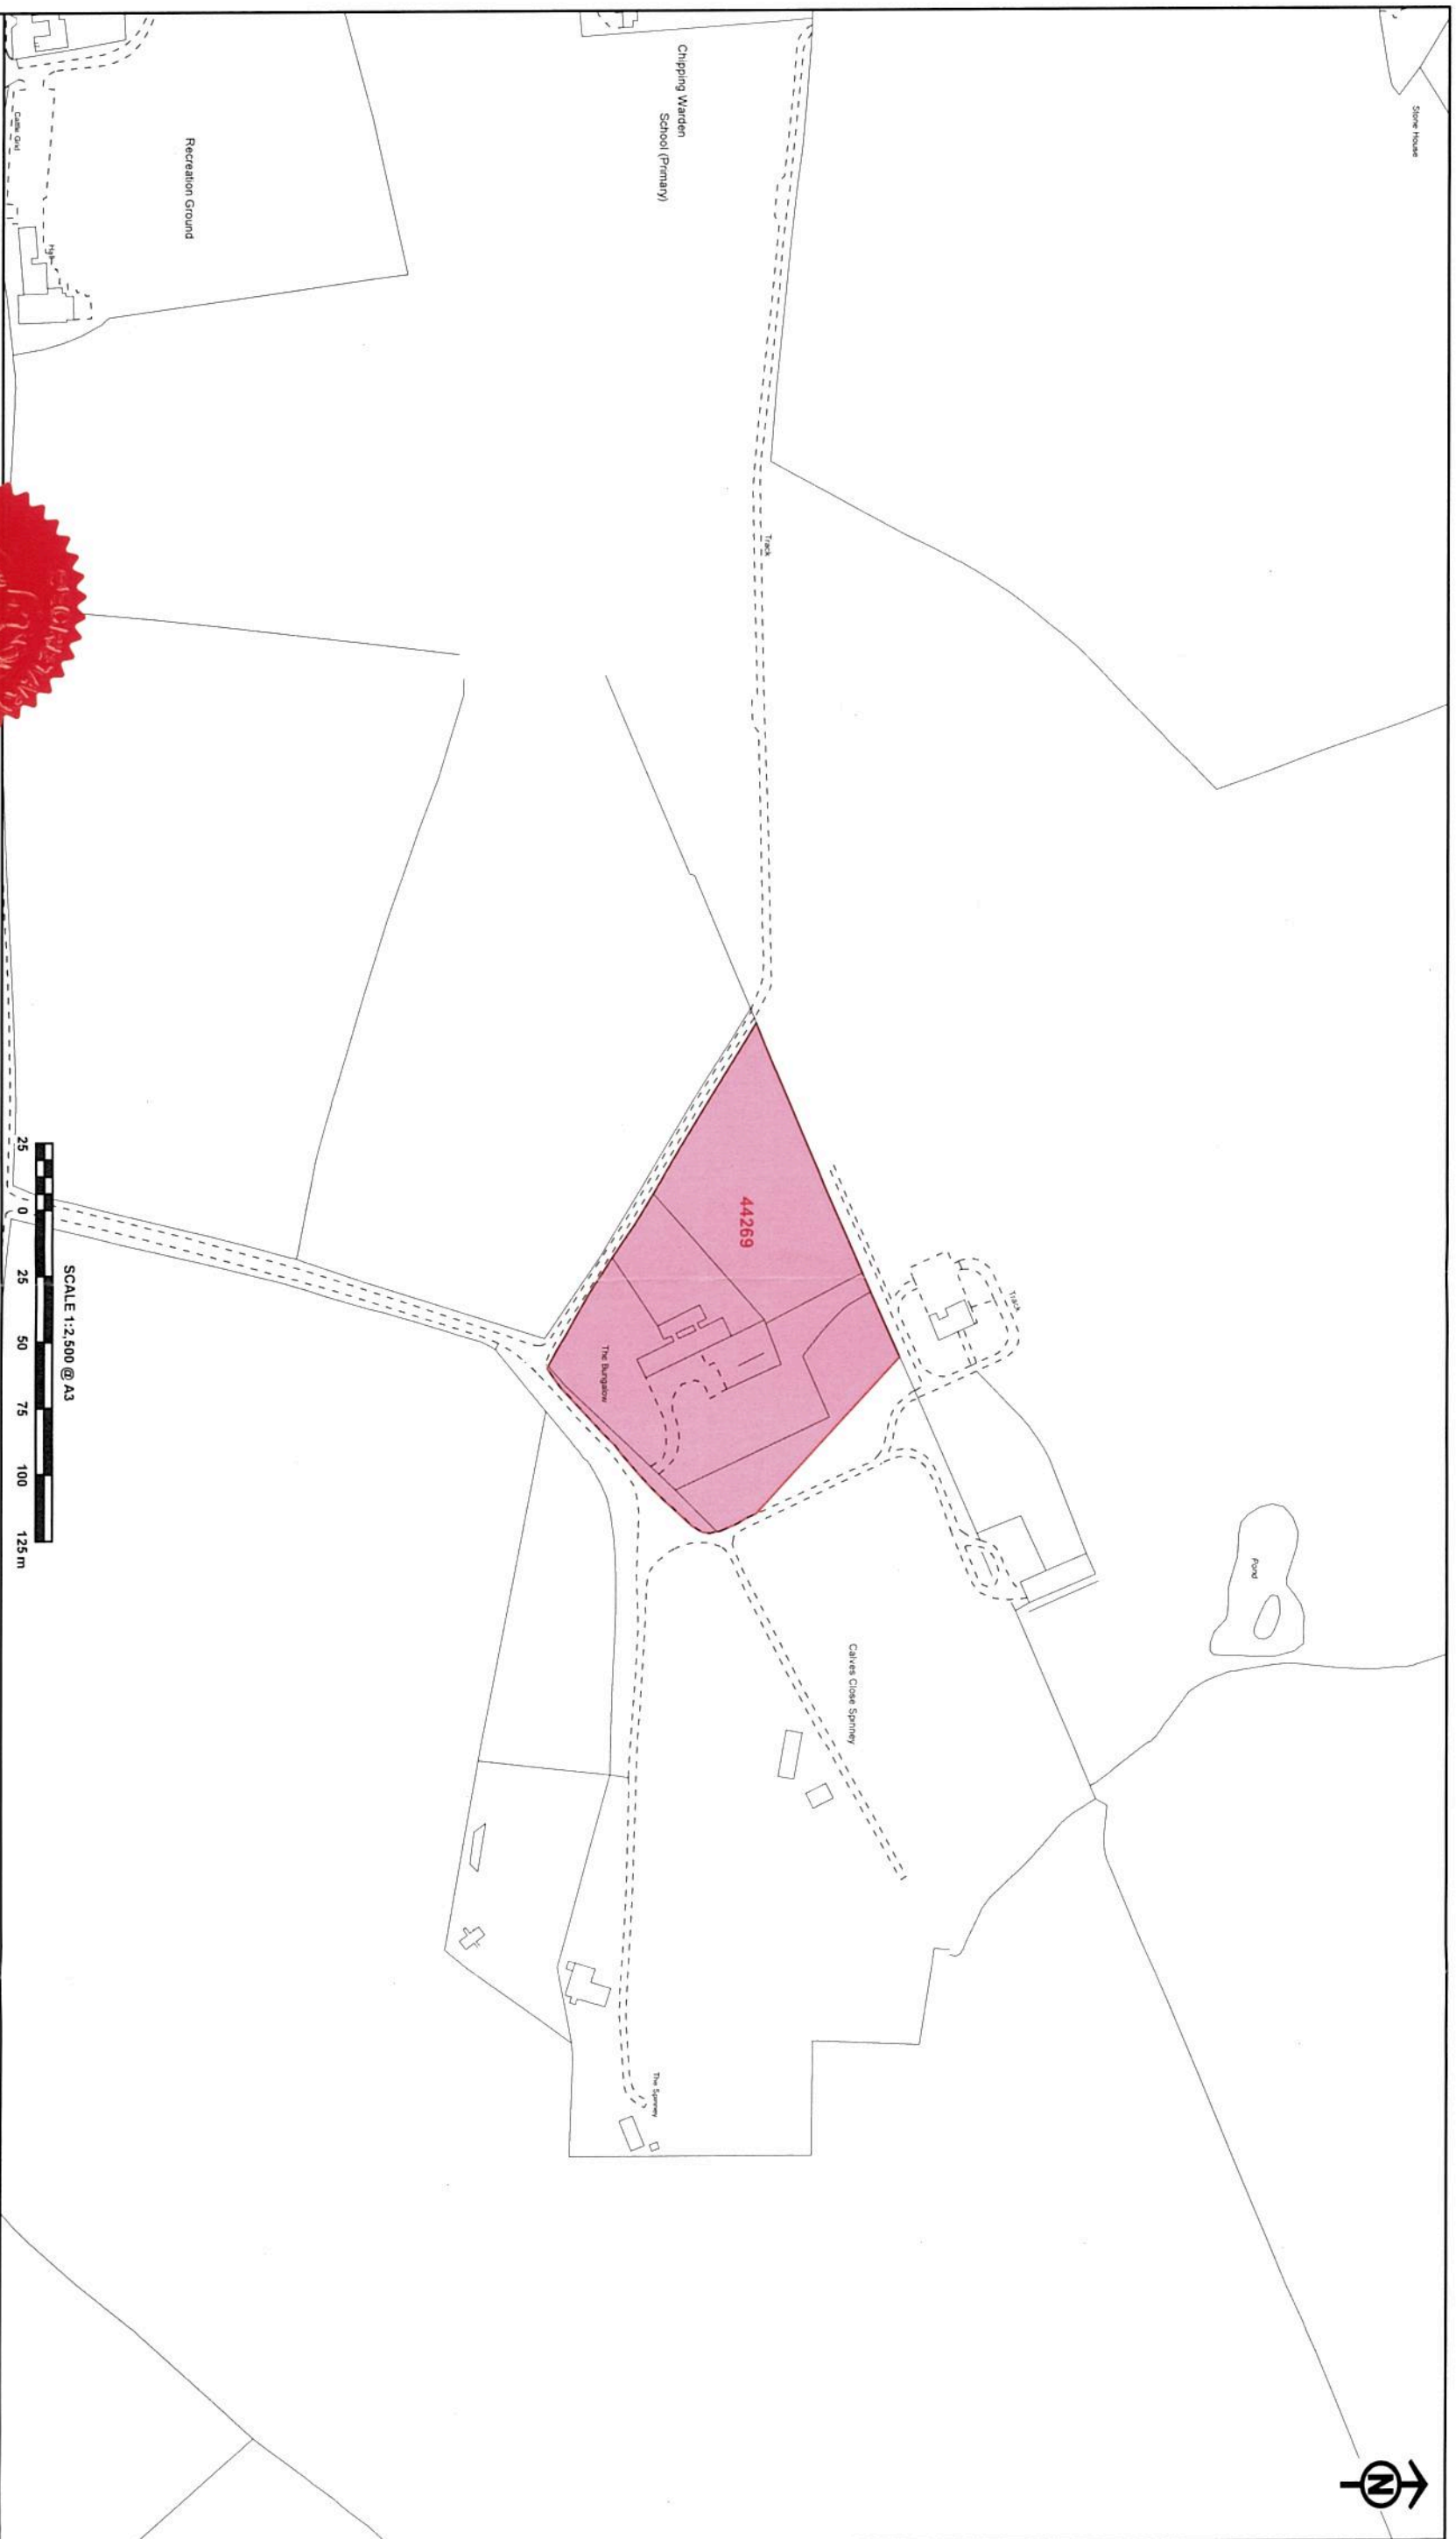 Stone House
Chipping Warden
School (Primary)
Recreation Ground
Cattle Grid
Hall
Track
Track
44269
The Bungalow
Pond
Calves Close Spinney
The Spinney
N
SCALE 1:2,500 @ A3
25 0 25 50 75 100 125 m